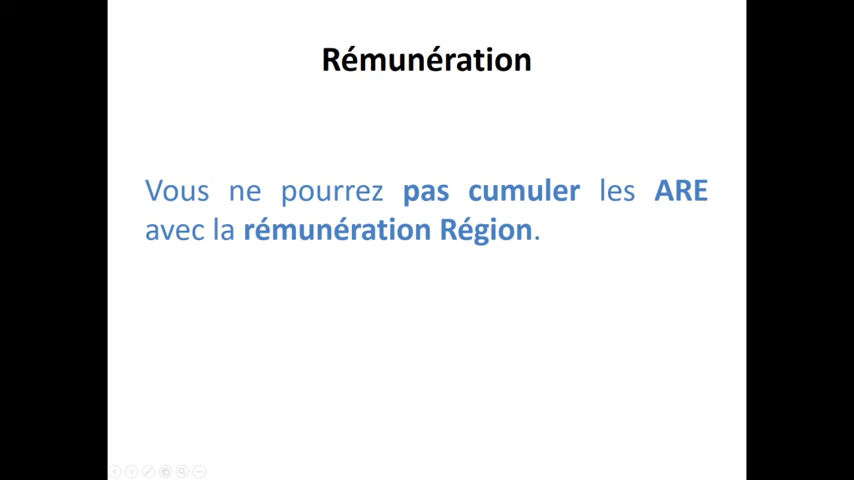 Rémunération
Vous ne pourrez pas cumuler les ARE
avec la rémunération Région.